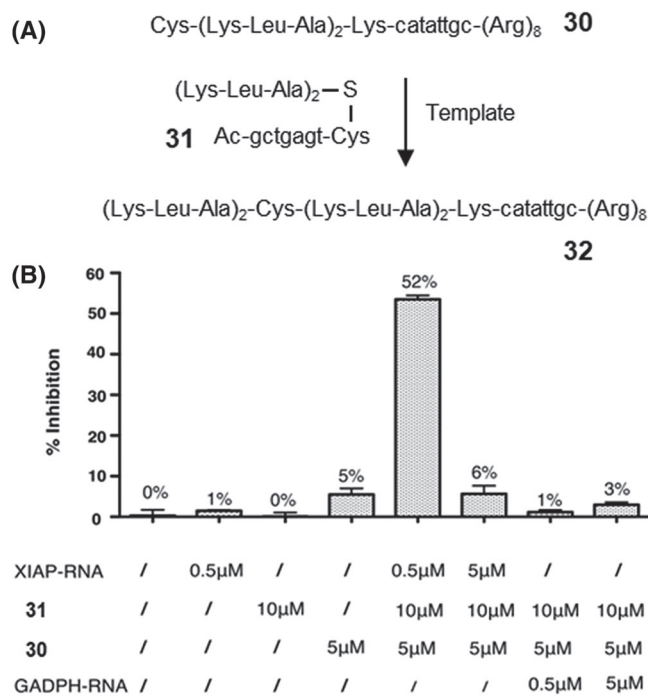 (A)
Cys-(Lys-Leu-Ala)₂-Lys-catattgc-(Arg)₈ 30
(Lys-Leu-Ala)₂–S
31 Ac-gctgagt-Cys
Template
(Lys-Leu-Ala)₂-Cys-(Lys-Leu-Ala)₂-Lys-catattgc-(Arg)₈
32
(B)
% Inhibition
60
50
40
30
20
10
0
0% 1% 0% 5% 52% 6% 1% 3%
XIAP-RNA / 0.5µM / / 0.5µM 5µM / /
31 / / 10µM / 10µM 10µM 10µM 10µM
30 / / / 5µM 5µM 5µM 5µM 5µM
GADPH-RNA / / / / / / 0.5µM 5µM